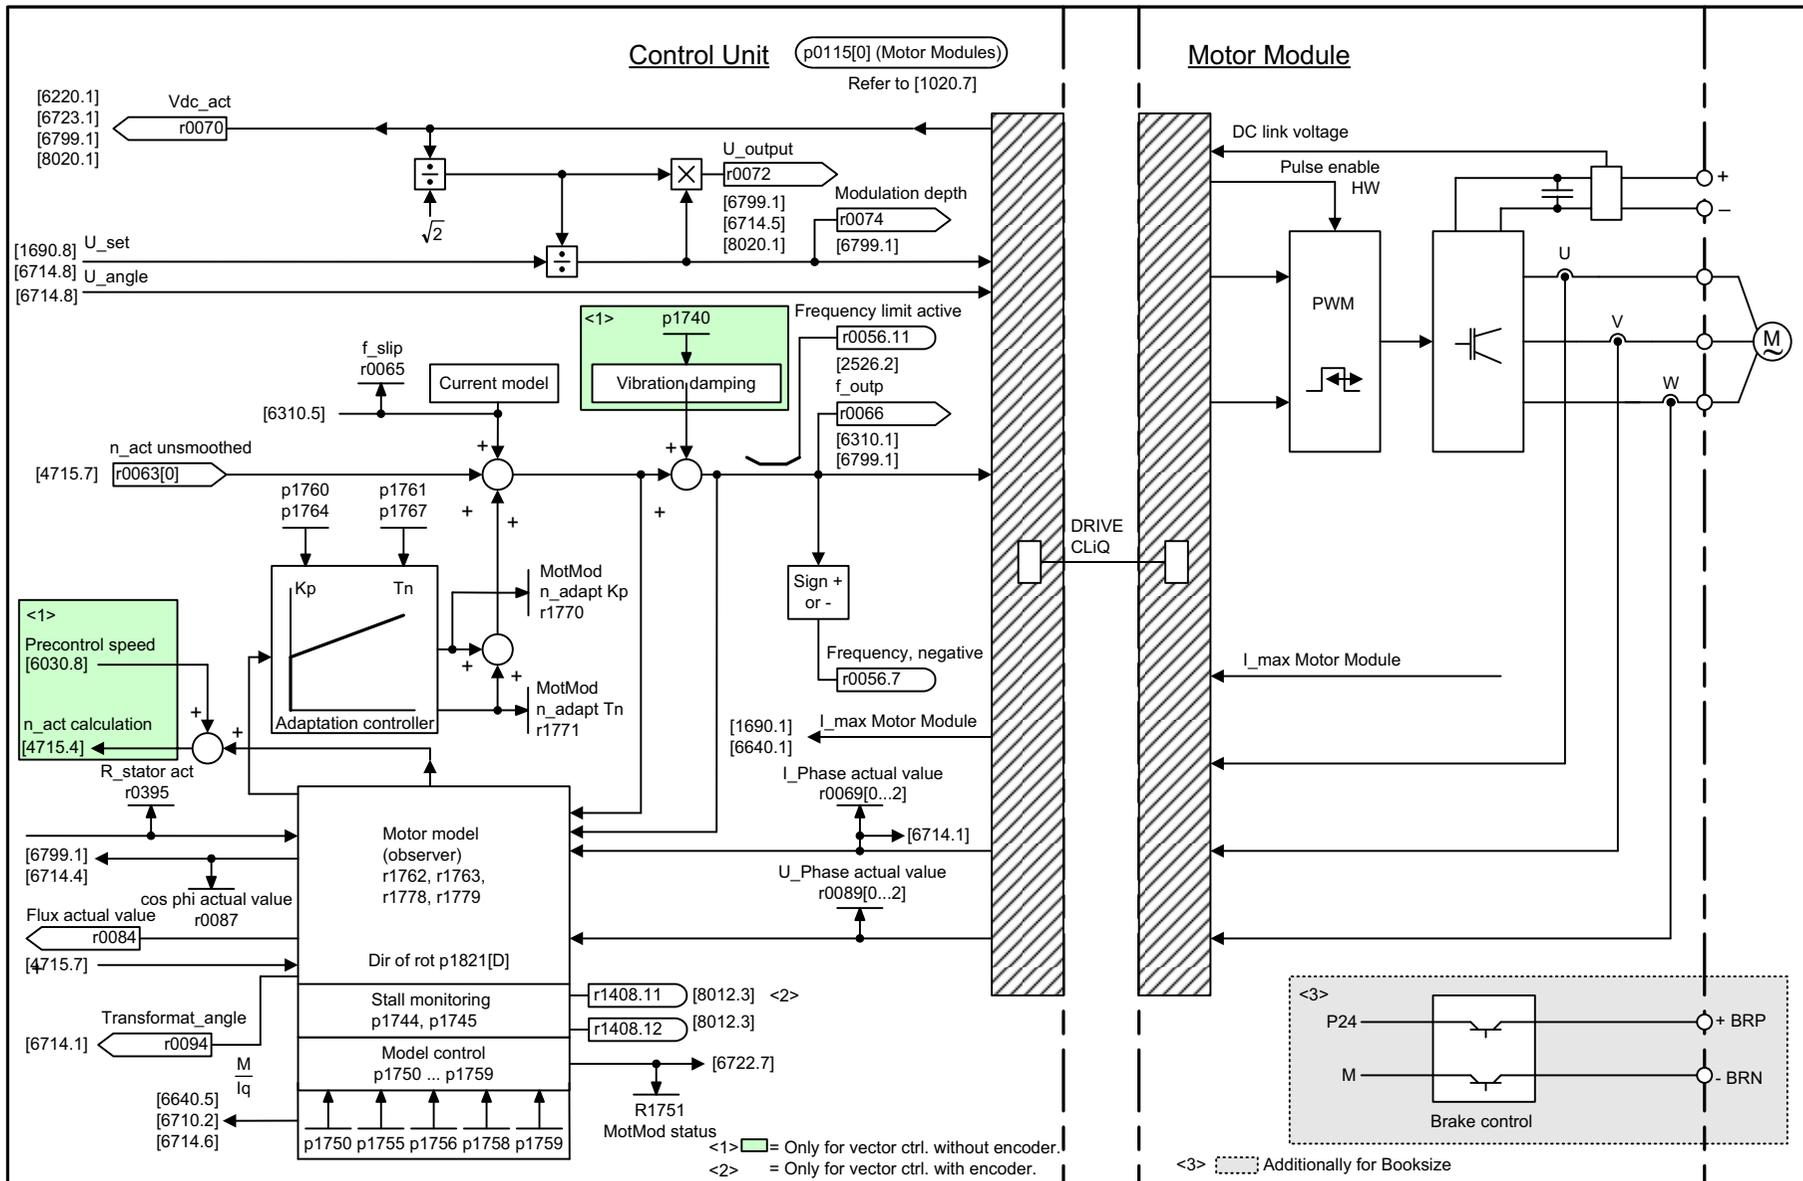 Control Unit
p0115[0] (Motor Modules)
Refer to [1020.7]
Motor Module
[6220.1]
[6723.1]
[6799.1]
[8020.1]
Vdc_act
r0070
÷
√2
×
U_output
r0072
[6799.1]
[6714.5]
[8020.1]
Modulation depth
r0074
[6799.1]
[1690.8]
[6714.8]
U_set
÷
U_angle
[6714.8]
DC link voltage
Pulse enable
HW
+
–
PWM
U
V
W
M
~
<1>
p1740
Vibration damping
Frequency limit active
r0056.11
[2526.2]
f_outp
r0066
[6310.1]
[6799.1]
f_slip
r0065
Current model
[6310.5]
+
+
n_act unsmoothed
[4715.7]
r0063[0]
+
+
+
p1760
p1764
p1761
p1767
Kp
Tn
Adaptation controller
MotMod
n_adapt Kp
r1770
+
+
MotMod
n_adapt Tn
r1771
DRIVE
CLiQ
Sign +
or -
Frequency, negative
r0056.7
<1>
Precontrol speed
[6030.8]
n_act calculation
[4715.4]
+
+
I_max Motor Module
[1690.1]
[6640.1]
I_max Motor Module
R_stator act
r0395
I_Phase actual value
r0069[0...2]
[6714.1]
U_Phase actual value
r0089[0...2]
Motor model
(observer)
r1762, r1763,
r1778, r1779
Dir of rot p1821[D]
[6799.1]
[6714.4]
cos phi actual value
r0087
Flux actual value
r0084
[4715.7]
+
Stall monitoring
p1744, p1745
r1408.11
[8012.3]
<2>
r1408.12
[8012.3]
Transformat_angle
[6714.1]
r0094
Model control
p1750 ... p1759
[6722.7]
R1751
MotMod status
M
Iq
[6640.5]
[6710.2]
[6714.6]
p1750
p1755
p1756
p1758
p1759
<3>
P24
+ BRP
M
- BRN
Brake control
<1>
= Only for vector ctrl. without encoder.
<2>
= Only for vector ctrl. with encoder.
<3>
Additionally for Booksize